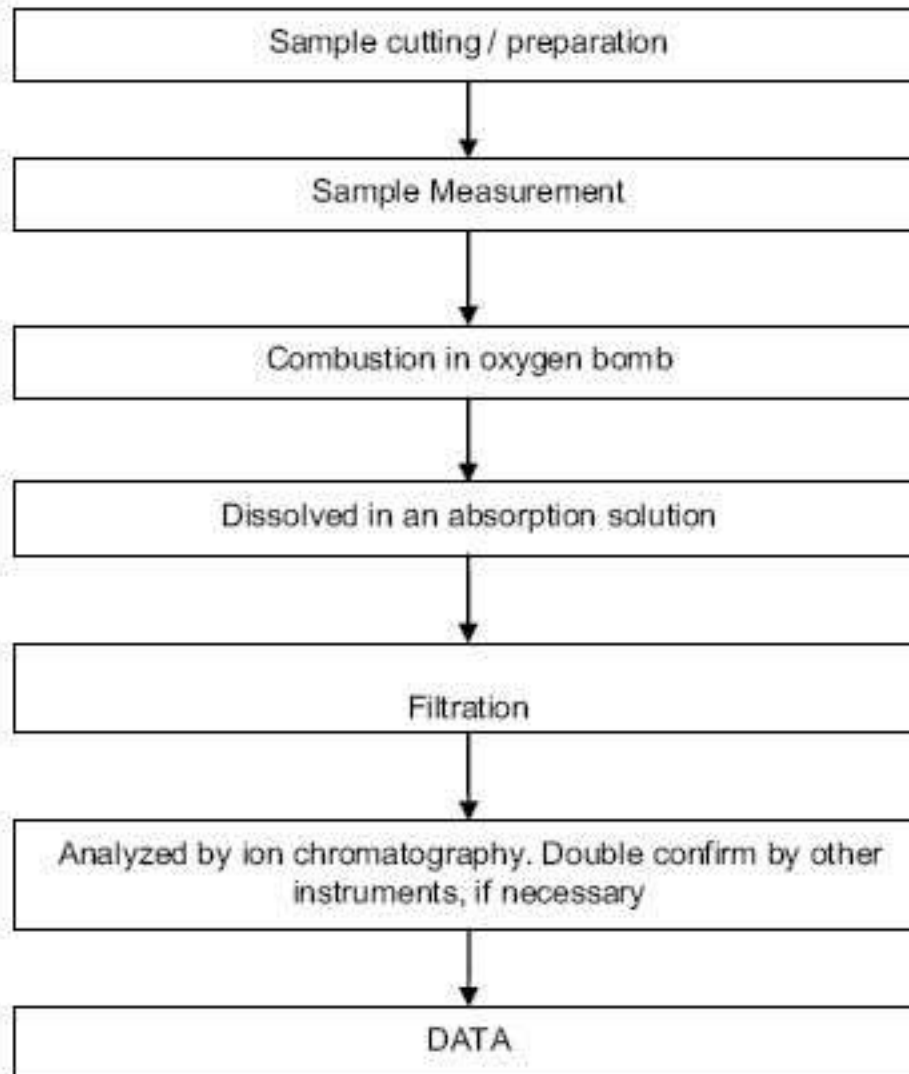 Sample cutting / preparation
Sample Measurement
Combustion in oxygen bomb
Dissolved in an absorption solution
Filtration
Analyzed by ion chromatography. Double confirm by other
instruments, if necessary
DATA